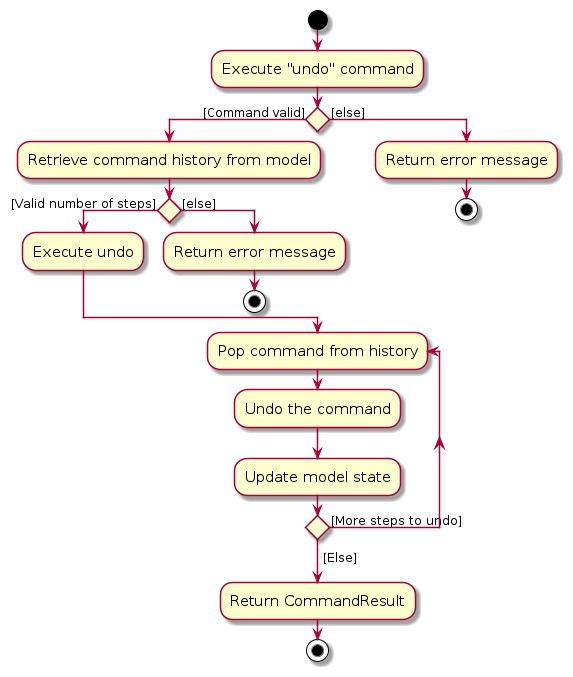 Execute "undo" command
[Command valid]
[else]
Retrieve command history from model
Return error message
[Valid number of steps]
[else]
Execute undo
Return error message
Pop command from history
Undo the command
Update model state
[More steps to undo]
[Else]
Return CommandResult